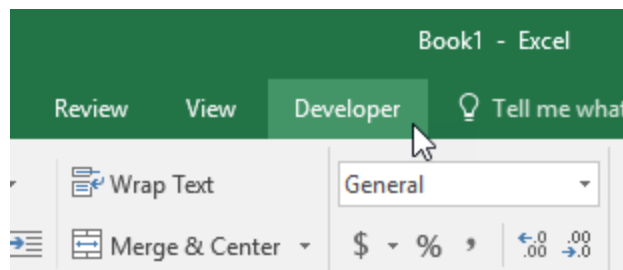 Book1 - Excel
Review View Developer Tell me what
Wrap Text General
Merge & Center $ % , .0 .00 .00 .0